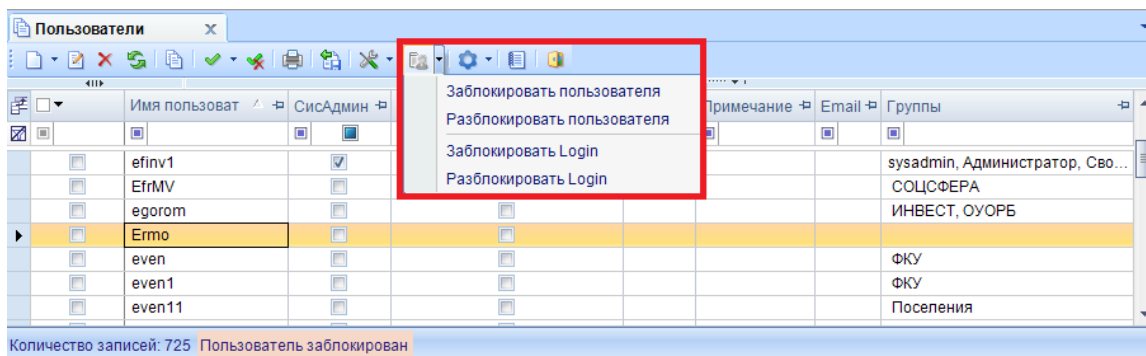 Пользователи
Заблокировать пользователя
Разблокировать пользователя
Заблокировать Login
Разблокировать Login
Имя пользоват СисАдмин Примечание Email Группы
efinv1 sysadmin, Администратор, Сво...
EfrMV СОЦСФЕРА
egorom ИНВЕСТ, ОУОРБ
Ermo
even ФКУ
even1 ФКУ
even11 Поселения
Количество записей: 725 Пользователь заблокирован